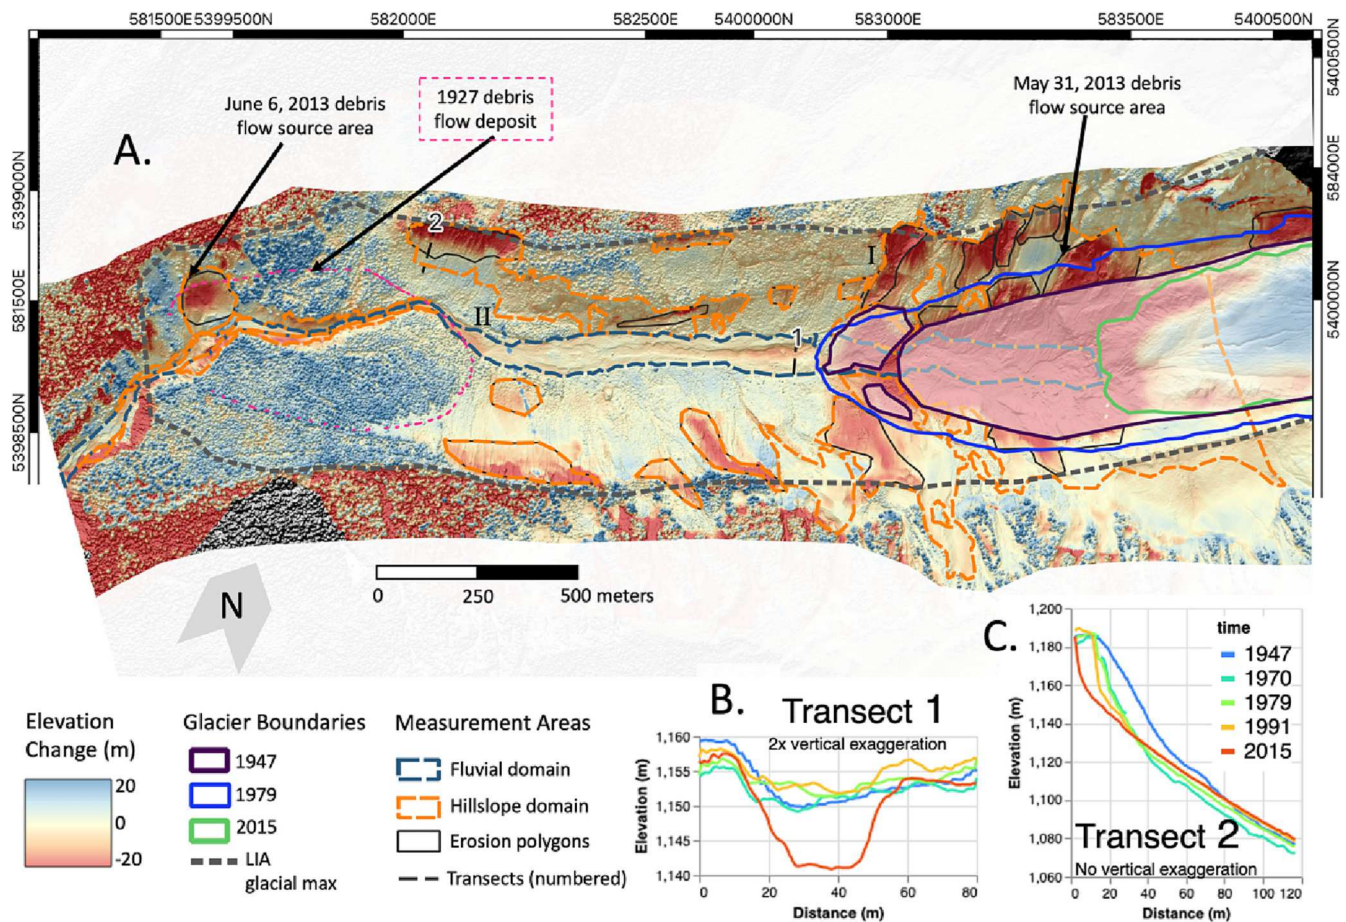 581500E 5399500N 582000E 582500E 5400000N 583000E 583500E 5400500N
5400500N
584000E
5400000N
5399000N
581500E
5398500N
A.
June 6, 2013 debris
flow source area
1927 debris
flow deposit
May 31, 2013 debris
flow source area
2
I
II
1
N
0 250 500 meters
Elevation
Change (m)
20
0
-20
Glacier Boundaries
1947
1979
2015
LIA
glacial max
Measurement Areas
Fluvial domain
Hillslope domain
Erosion polygons
Transects (numbered)
B.
Transect 1
2x vertical exaggeration
Elevation (m)
1,160
1,155
1,150
1,145
1,140
0 20 40 60 80
Distance (m)
C.
time
1947
1970
1979
1991
2015
Elevation (m)
1,200
1,180
1,160
1,140
1,120
1,100
1,080
1,060
Transect 2
No vertical exaggeration
0 20 40 60 80 100 120
Distance (m)